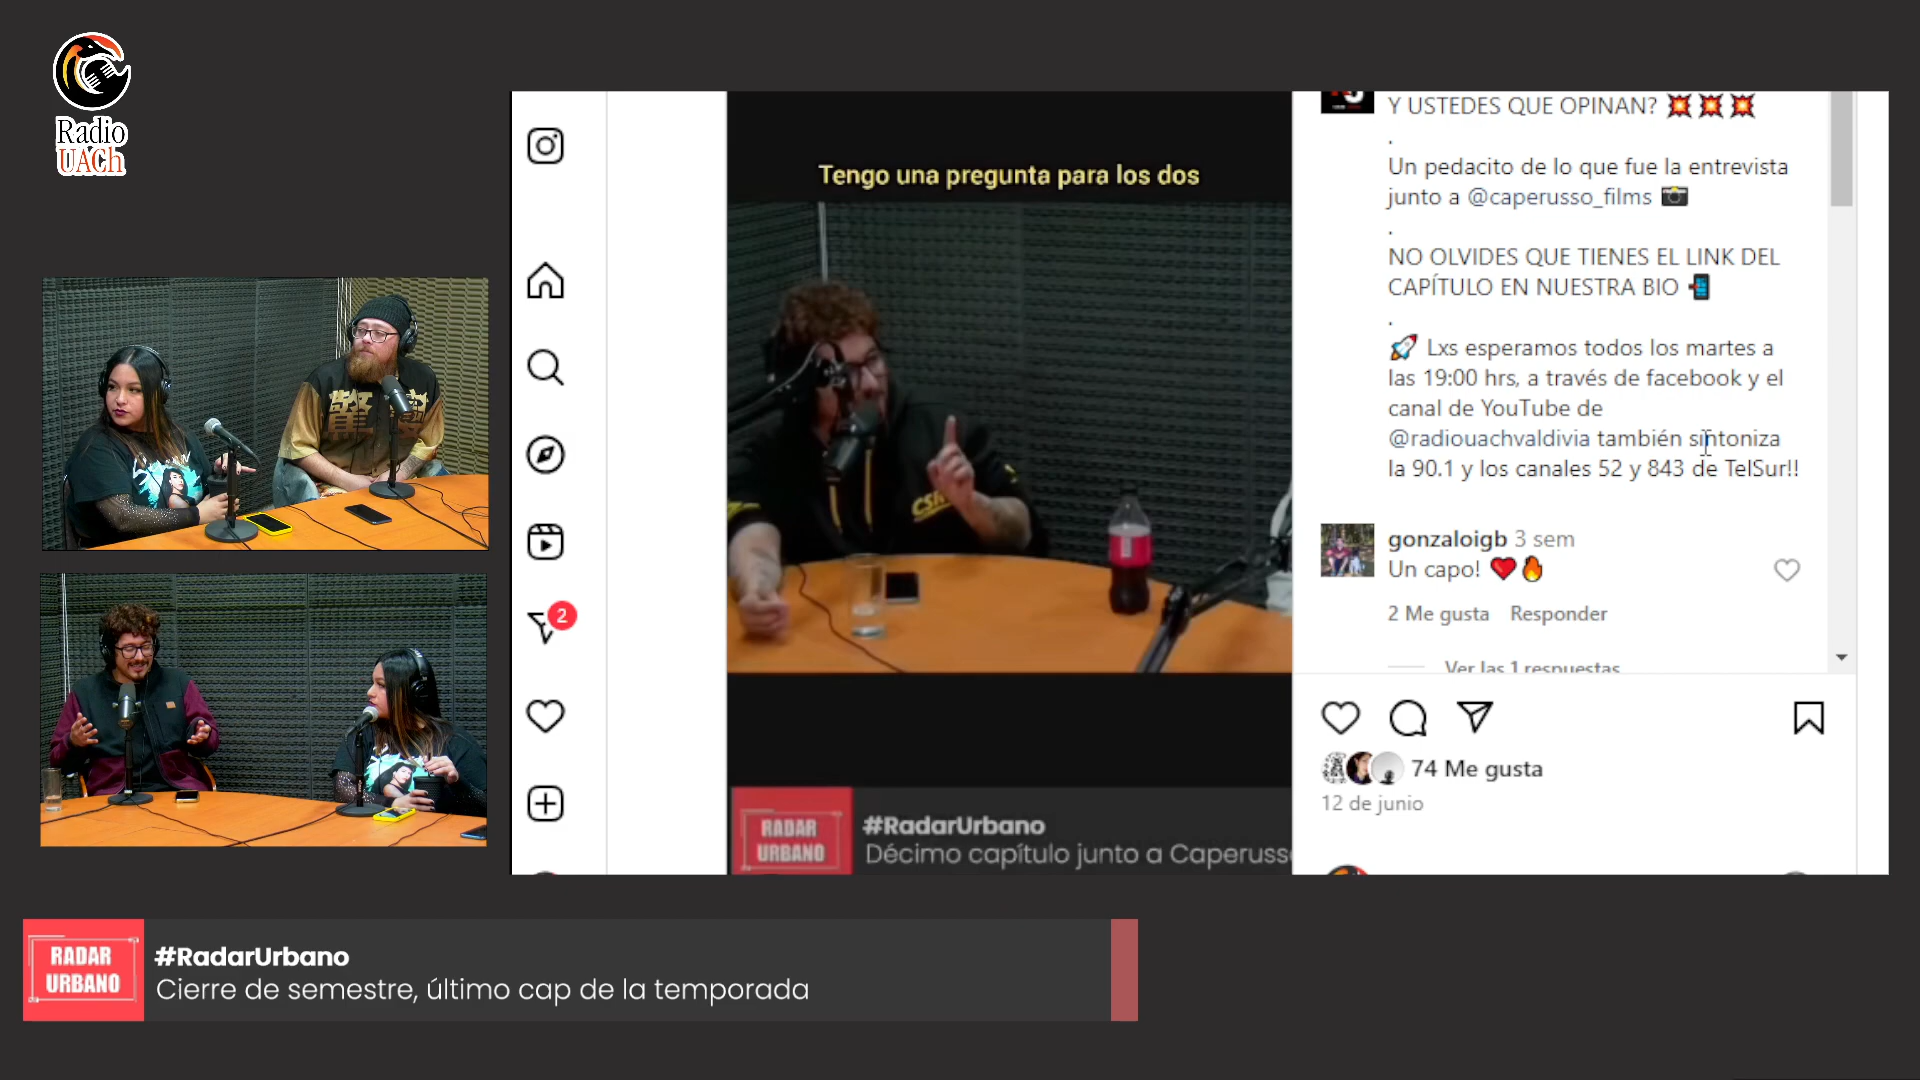 Radio
UACh
Tengo una pregunta para los dos
Y USTEDES QUE OPINAN? 💥 💥 💥
.
Un pedacito de lo que fue la entrevista
junto a @caperusso_films 📷
.
NO OLVIDES QUE TIENES EL LINK DEL
CAPÍTULO EN NUESTRA BIO 📲
.
🚀 Lxs esperamos todos los martes a
las 19:00 hrs, a través de facebook y el
canal de YouTube de
@radiouachvaldivia también sintoniza
la 90.1 y los canales 52 y 843 de TelSur!!
gonzaloigb 3 sem
Un capo! ❤️🔥
2 Me gusta Responder
Ver las 1 respuestas
2
74 Me gusta
12 de junio
RADAR
URBANO
#RadarUrbano
Décimo capítulo junto a Caperusso
RADAR
URBANO
#RadarUrbano
Cierre de semestre, último cap de la temporada